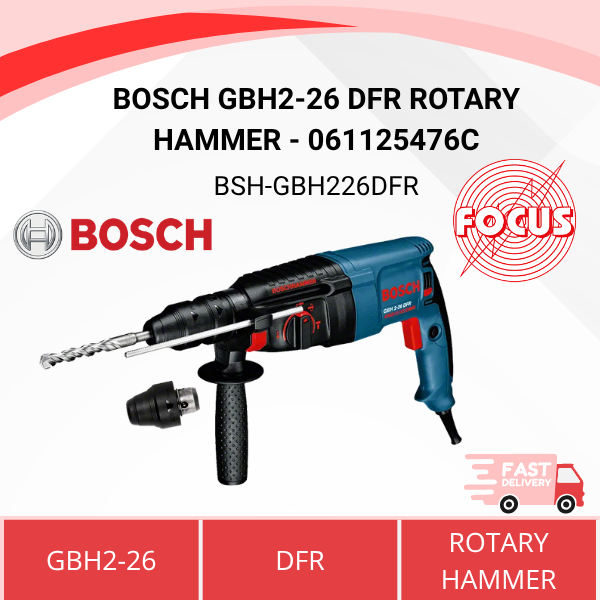 BOSCH GBH2-26 DFR ROTARY
HAMMER - 061125476C
BSH-GBH226DFR
BOSCH
FOCUS
BOSCH
GBH 2-26 DFR
FAST
DELIVERY
GBH2-26
DFR
ROTARY
HAMMER